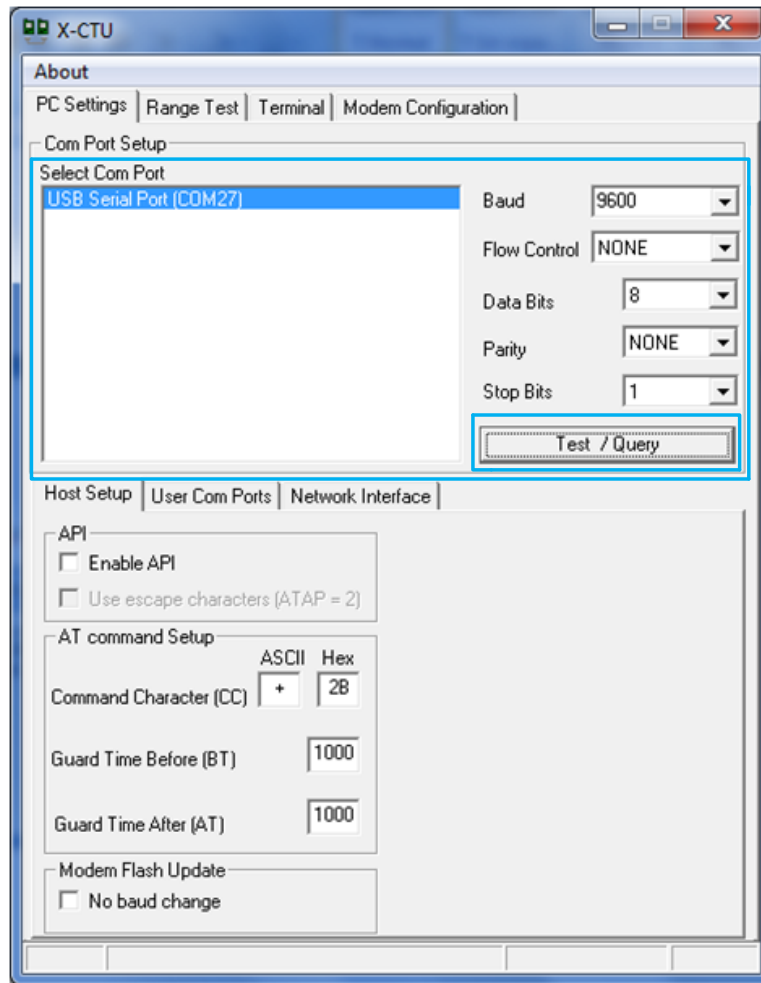 X-CTU
About
PC Settings Range Test Terminal Modem Configuration
Com Port Setup
Select Com Port
USB Serial Port (COM27)
Baud 9600
Flow Control NONE
Data Bits 8
Parity NONE
Stop Bits 1
Test / Query
Host Setup User Com Ports Network Interface
API
Enable API
Use escape characters (ATAP = 2)
AT command Setup
ASCII Hex
Command Character (CC) + 2B
Guard Time Before (BT) 1000
Guard Time After (AT) 1000
Modem Flash Update
No baud change